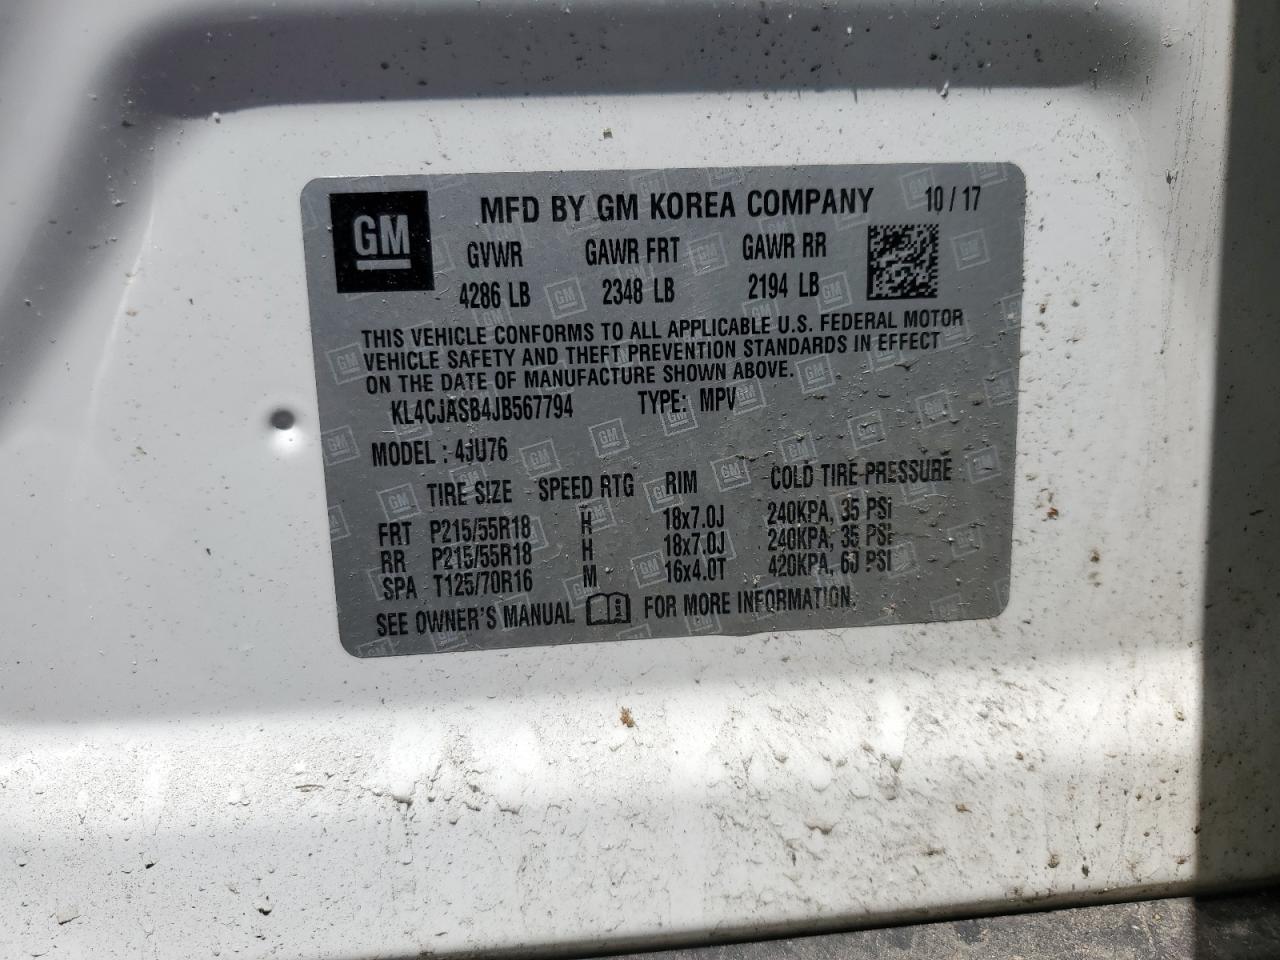 GM
MFD BY GM KOREA COMPANY 10/17
GVWR GAWR FRT GAWR RR
4286 LB 2348 LB 2194 LB
THIS VEHICLE CONFORMS TO ALL APPLICABLE U.S. FEDERAL MOTOR
VEHICLE SAFETY AND THEFT PREVENTION STANDARDS IN EFFECT
ON THE DATE OF MANUFACTURE SHOWN ABOVE.
KL4CJASB4JB567794 TYPE: MPV
MODEL : 4JU76
TIRE SIZE SPEED RTG RIM COLD TIRE PRESSURE
FRT P215/55R18 H 18x7.0J 240KPA, 35 PSi
RR P215/55R18 H 18x7.0J 240KPA, 35 PSi
SPA T125/70R16 M 16x4.0T 420KPA, 60 PSI
SEE OWNER'S MANUAL FOR MORE INFORMATION.